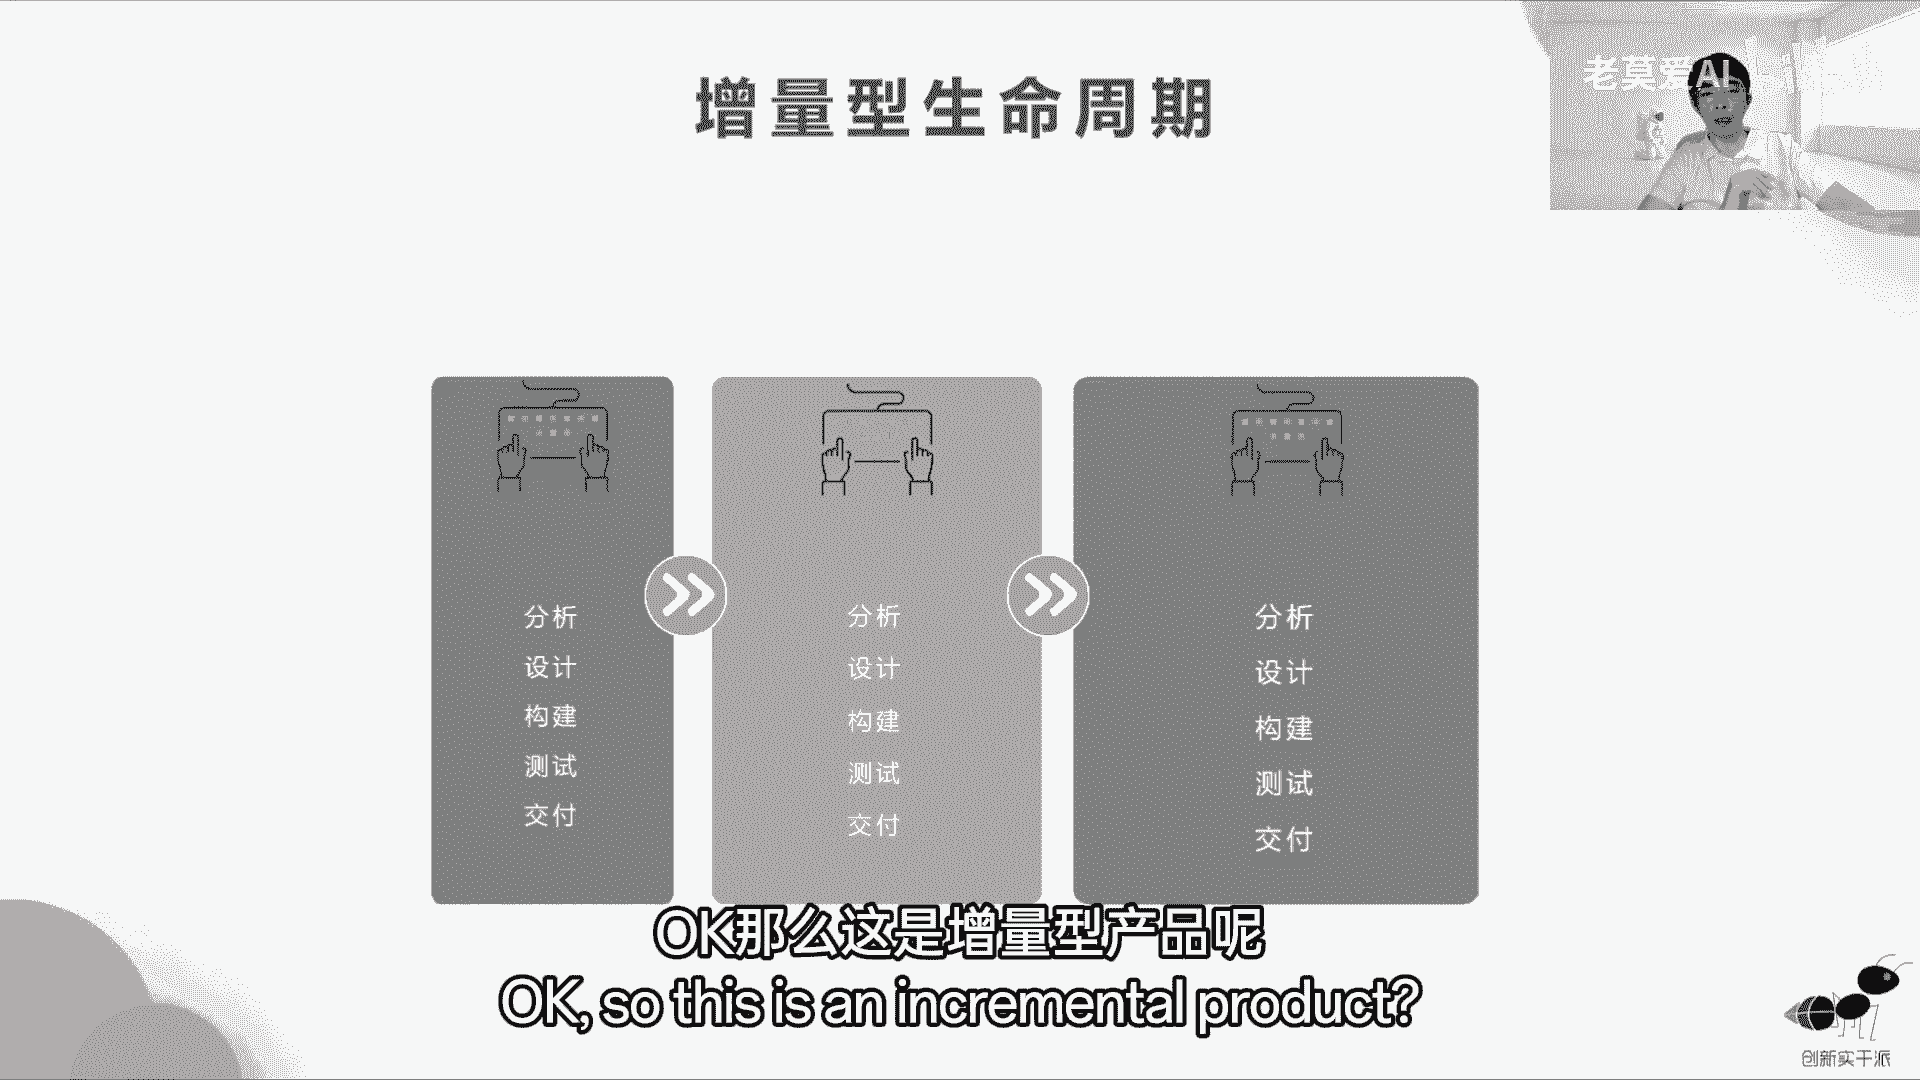 增量型生命周期
老莫爱AI
分析
设计
构建
测试
交付
分析
设计
构建
测试
交付
分析
设计
构建
测试
交付
OK那么这是增量型产品呢
OK, so this is an incremental product?
创新实干派